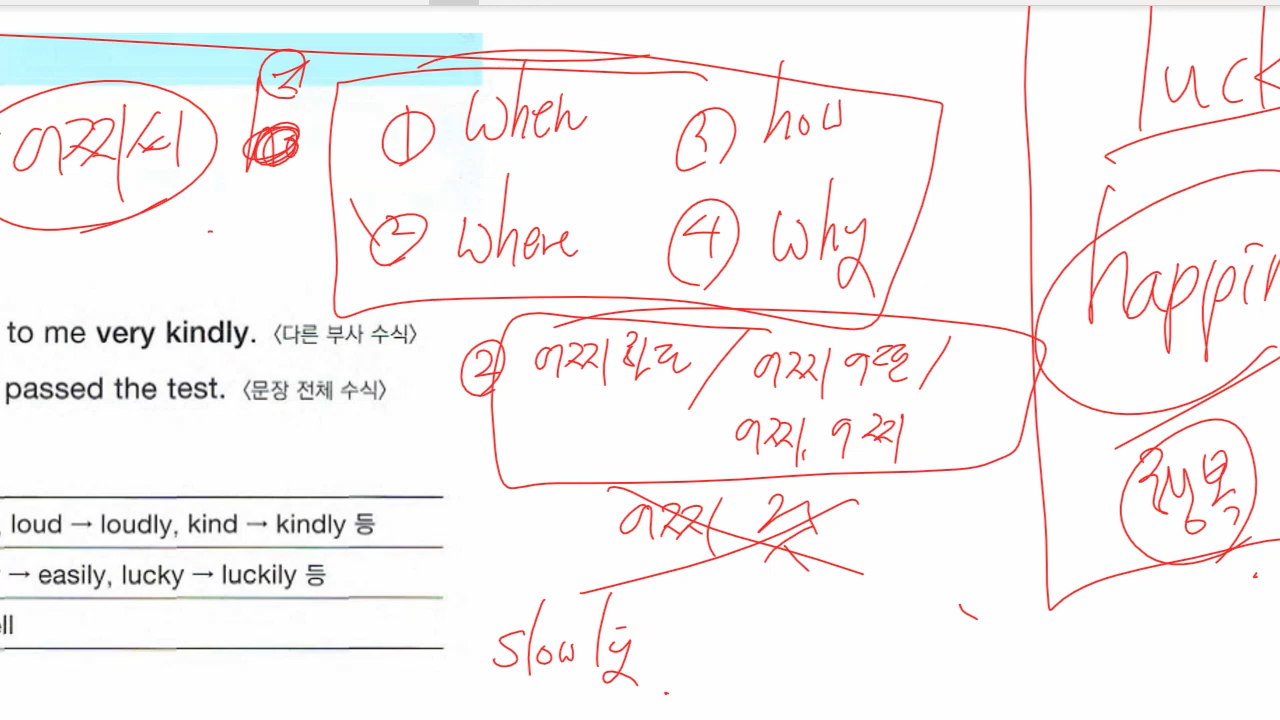 ① when ③ how
② where ④ why
어찌씨
①
luck
happin
to me very kindly. 〈다른 부사 수식〉
passed the test. 〈문장 전체 수식〉
② 어찌하다 / 어찌 어떤 /
어찌, 어찌
행복
loud → loudly, kind → kindly 등
→ easily, lucky → luckily 등
ell
slowly